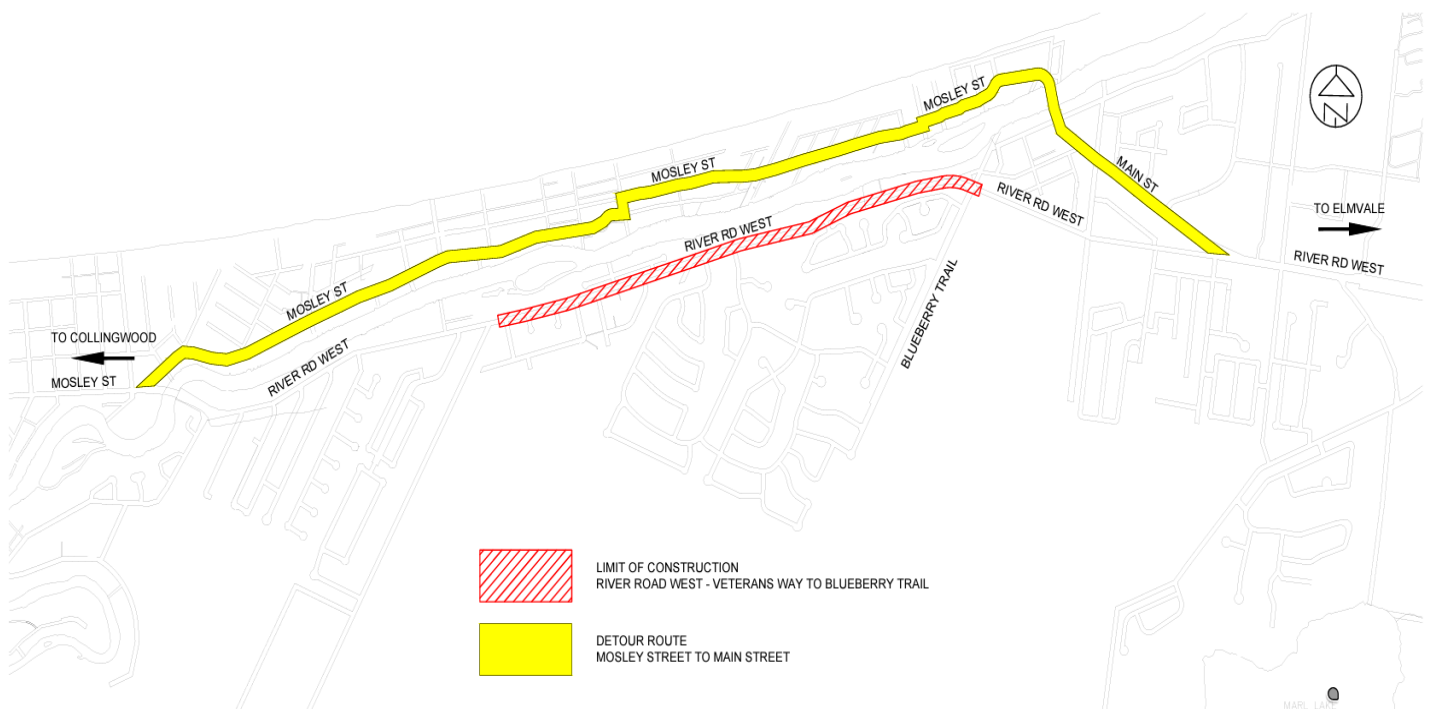 MOSLEY ST
MOSLEY ST
MAIN ST
RIVER RD WEST
TO ELMVALE
RIVER RD WEST
RIVER RD WEST
BLUEBERRY TRAIL
MOSLEY ST
TO COLLINGWOOD
MOSLEY ST
RIVER RD WEST
N
LIMIT OF CONSTRUCTION
RIVER ROAD WEST - VETERANS WAY TO BLUEBERRY TRAIL
DETOUR ROUTE
MOSLEY STREET TO MAIN STREET
MARL LAKE